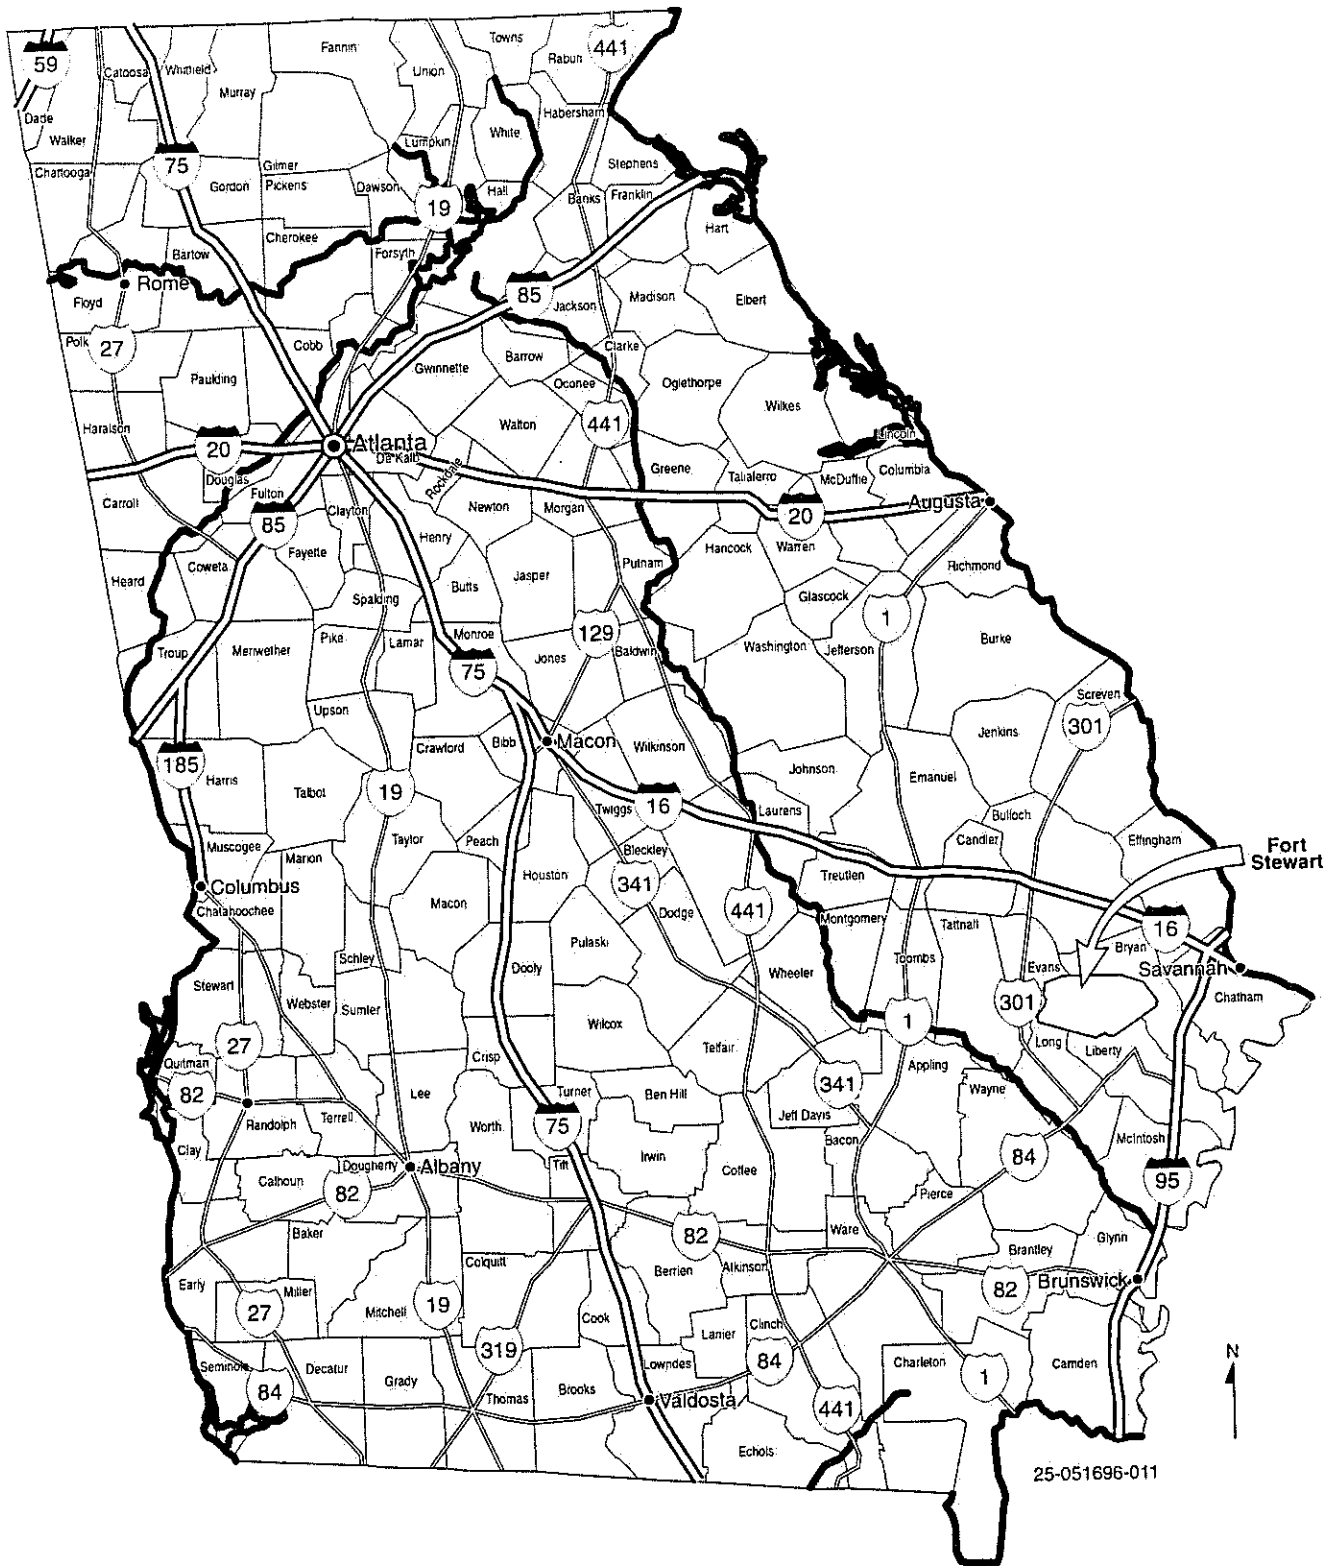 Towns
Fannin
Rabun
441
59
Catoosa
Whitfield
Union
Murray
Dade
Walker
Habersham
White
Lumpkin
75
Stephens
Chattooga
Gilmer
Gordon
Pickens
Dawson
Hall
Banks
Franklin
19
Hart
Cherokee
Bartow
Forsyth
Rome
Floyd
85
Jackson
Madison
Elbert
Polk
27
Cobb
Clarke
Gwinnette
Barrow
Paulding
Oconee
Oglethorpe
Wilkes
Haralson
Walton
441
Lincoln
20
Atlanta
De Kalb
Rockdale
Greene
Taliaferro
McDuffie
Columbia
Douglas
Fulton
Carroll
85
Clayton
Newton
Morgan
20
Augusta
Henry
Hancock
Warren
Fayette
Coweta
Putnam
Richmond
Heard
Butts
Jasper
Spalding
Glascock
1
129
Pike
Lamar
Monroe
Burke
Troup
Meriwether
75
Jones
Baldwin
Washington
Jefferson
Screven
Upson
301
Jenkins
Crawford
Bibb
Macon
Wilkinson
185
Harris
Johnson
Emanuel
Talbot
19
16
Twiggs
Laurens
Bulloch
Muscogee
Taylor
Peach
Candler
Effingham
Marion
Bleckley
Fort
Stewart
Houston
Treutlen
Columbus
341
Macon
Chatahoochee
441
Dodge
Montgomery
Tattnall
16
Pulaski
Bryan
Schley
Dooly
Wheeler
Toombs
Evans
Savannah
Stewart
Webster
Sumter
301
Chatham
Wilcox
1
27
Telfair
Long
Liberty
Crisp
Quitman
Appling
82
341
Wayne
Lee
Turner
Ben Hill
Randolph
Terrell
Worth
75
Jeff Davis
Bacon
McIntosh
Clay
Irwin
84
Dougherty
Albany
Tift
Coffee
Calhoun
82
95
Pierce
Baker
82
Ware
Glynn
Colquitt
Brantley
Berrien
Atkinson
Early
Brunswick
82
Miller
27
Mitchell
19
Cook
Clinch
Lanier
319
Seminole
Decatur
Lowndes
84
Charleton
Camden
N
84
Grady
Thomas
Brooks
Valdosta
1
441
Echols
25-051696-011